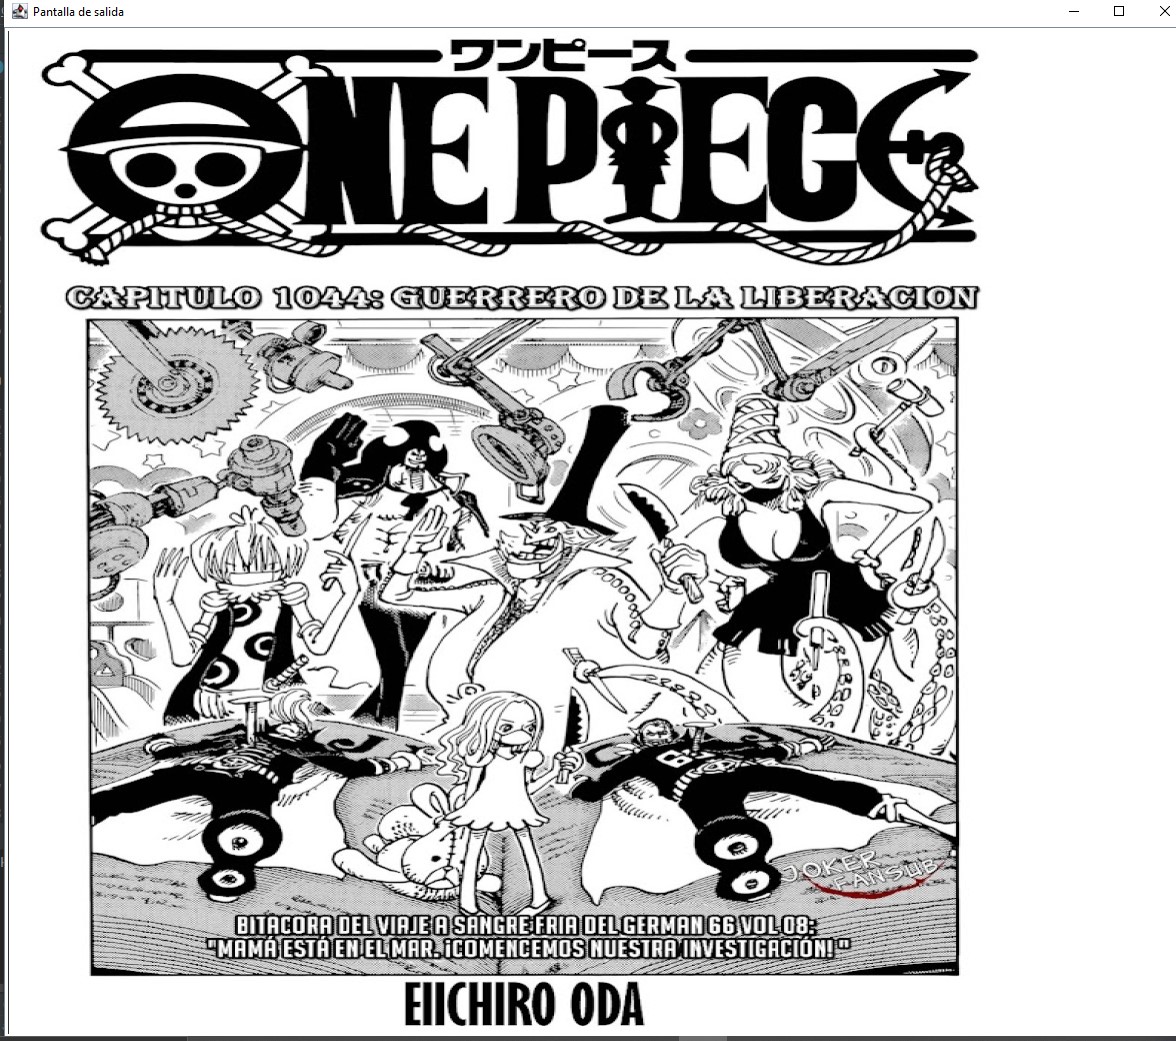 Pantalla de salida
ワンピース
ONE PIECE
CAPITULO 1044: GUERRERO DE LA LIBERACION
JOKER
FANSUB
BITACORA DEL VIAJE A SANGRE FRIA DEL GERMAN 66 VOL 08:
"MAMÁ ESTÁ EN EL MAR. ¡COMENCEMOS NUESTRA INVESTIGACIÓN!"
EIICHIRO ODA